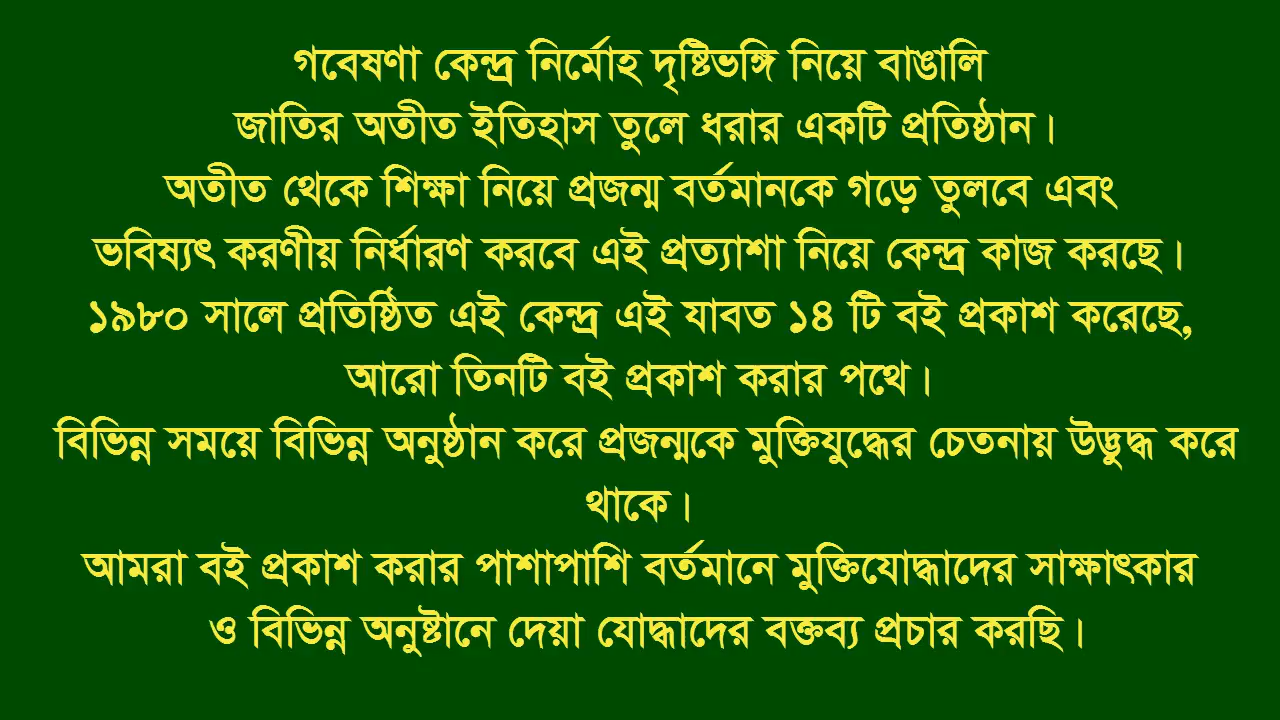 গবেষণা কেন্দ্র নির্মোহ দৃষ্টিভঙ্গি নিয়ে বাঙালি
জাতির অতীত ইতিহাস তুলে ধরার একটি প্রতিষ্ঠান।
অতীত থেকে শিক্ষা নিয়ে প্রজন্ম বর্তমানকে গড়ে তুলবে এবং
ভবিষ্যৎ করণীয় নির্ধারণ করবে এই প্রত্যাশা নিয়ে কেন্দ্র কাজ করছে।
১৯৮০ সালে প্রতিষ্ঠিত এই কেন্দ্র এই যাবত ১৪ টি বই প্রকাশ করেছে,
আরো তিনটি বই প্রকাশ করার পথে।
বিভিন্ন সময়ে বিভিন্ন অনুষ্ঠান করে প্রজন্মকে মুক্তিযুদ্ধের চেতনায় উদ্ভুদ্ধ করে
থাকে।
আমরা বই প্রকাশ করার পাশাপাশি বর্তমানে মুক্তিযোদ্ধাদের সাক্ষাৎকার
ও বিভিন্ন অনুষ্টানে দেয়া যোদ্ধাদের বক্তব্য প্রচার করছি।